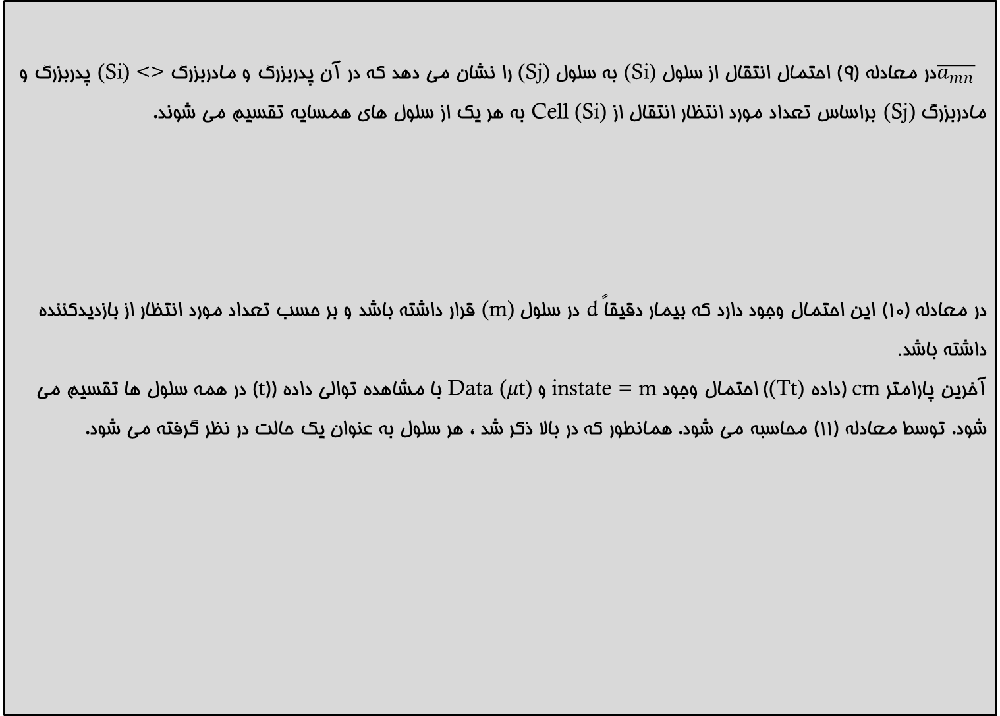 $\overline{a_{mn}}$در معادله (۹) احتمال انتقال از سلول (Si) به سلول (Sj) را نشان می دهد که در آن پدربزرگ و مادربزرگ <> (Si) پدربزرگ و
مادربزرگ (Sj) براساس تعداد مورد انتظار انتقال از Cell (Si) به هر یک از سلول های همسایه تقسیم می شوند.
در معادله (۱۰) این احتمال وجود دارد که بیمار دقیقاً d در سلول (m) قرار داشته باشد و بر حسب تعداد مورد انتظار از بازدیدکننده
داشته باشد.
آخرین پارامتر cm (داده (Tt)) احتمال وجود instate = m و Data (μt) با مشاهده توالی داده ((t) در همه سلول ها تقسیم می
شود. توسط معادله (۱۱) محاسبه می شود. همانطور که در بالا ذکر شد ، هر سلول به عنوان یک حالت در نظر گرفته می شود.